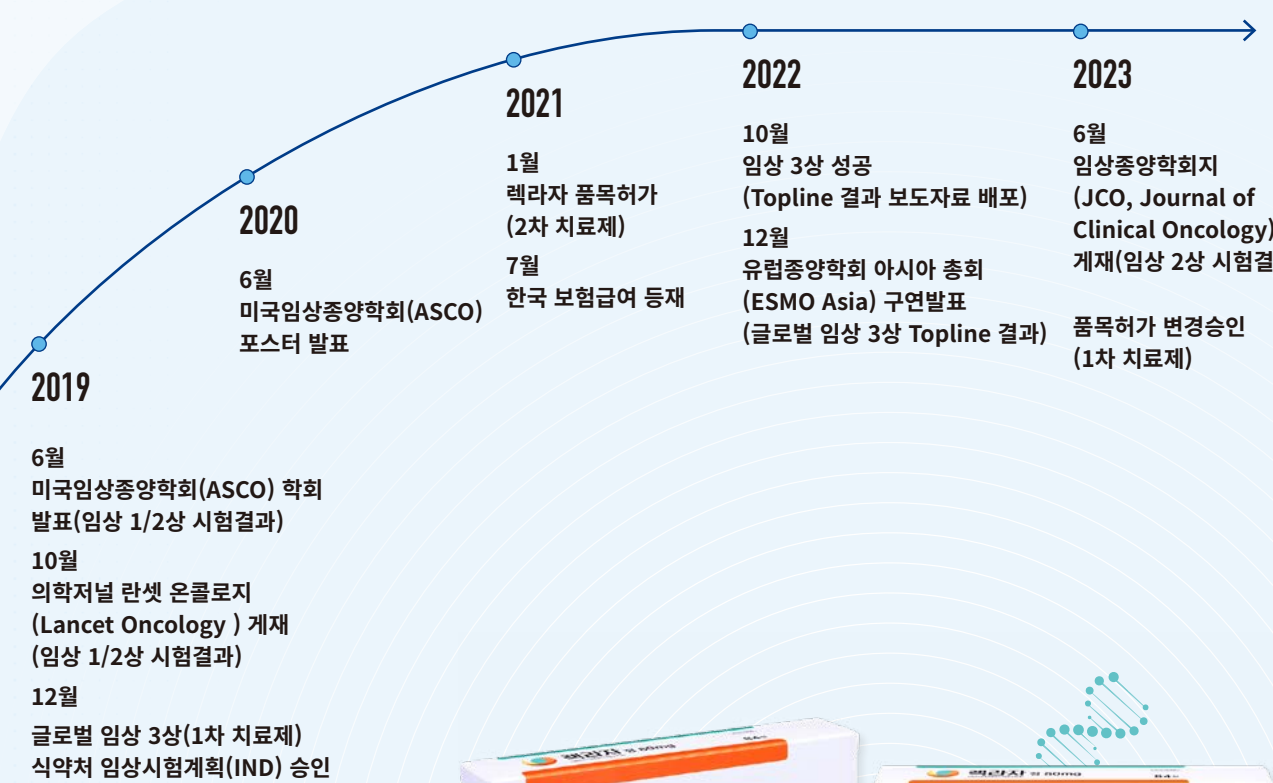 2019
6월
미국임상종양학회(ASCO) 학회
발표(임상 1/2상 시험결과)
10월
의학저널 란셋 온콜로지
(Lancet Oncology ) 게재
(임상 1/2상 시험결과)
12월
글로벌 임상 3상(1차 치료제)
식약처 임상시험계획(IND) 승인
2020
6월
미국임상종양학회(ASCO)
포스터 발표
2021
1월
렉라자 품목허가
(2차 치료제)
7월
한국 보험급여 등재
2022
10월
임상 3상 성공
(Topline 결과 보도자료 배포)
12월
유럽종양학회 아시아 총회
(ESMO Asia) 구연발표
(글로벌 임상 3상 Topline 결과)
2023
6월
임상종양학회지
(JCO, Journal of
Clinical Oncology)
게재(임상 2상 시험결
품목허가 변경승인
(1차 치료제)
렉라자 정 80mg
렉라자 정 80mg